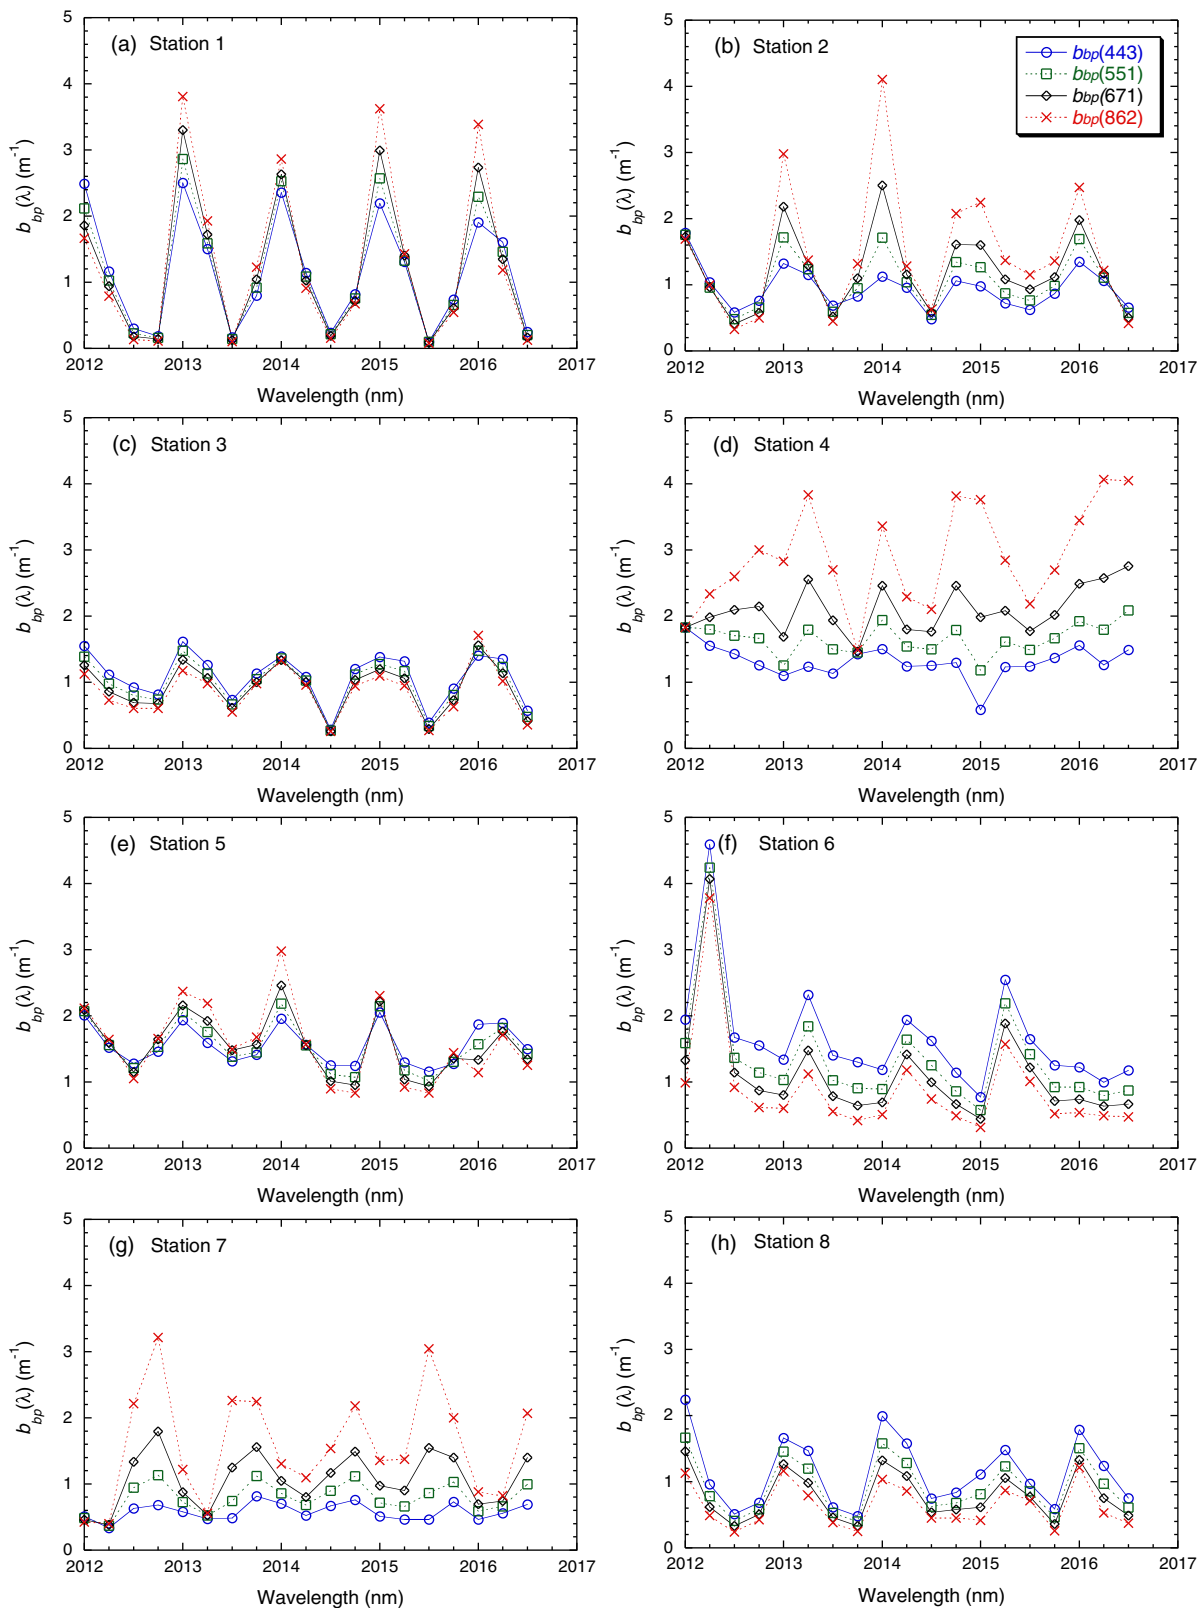 (a) Station 1
5
4
3
2
1
0
b_bp(λ) (m⁻¹)
2012 2013 2014 2015 2016 2017
Wavelength (nm)
(b) Station 2
b_bp(443)
b_bp(551)
b_bp(671)
b_bp(862)
5
4
3
2
1
0
b_bp(λ) (m⁻¹)
2012 2013 2014 2015 2016 2017
Wavelength (nm)
(c) Station 3
5
4
3
2
1
0
b_bp(λ) (m⁻¹)
2012 2013 2014 2015 2016 2017
Wavelength (nm)
(d) Station 4
5
4
3
2
1
0
b_bp(λ) (m⁻¹)
2012 2013 2014 2015 2016 2017
Wavelength (nm)
(e) Station 5
5
4
3
2
1
0
b_bp(λ) (m⁻¹)
2012 2013 2014 2015 2016 2017
Wavelength (nm)
(f) Station 6
5
4
3
2
1
0
b_bp(λ) (m⁻¹)
2012 2013 2014 2015 2016 2017
Wavelength (nm)
(g) Station 7
5
4
3
2
1
0
b_bp(λ) (m⁻¹)
2012 2013 2014 2015 2016 2017
Wavelength (nm)
(h) Station 8
5
4
3
2
1
0
b_bp(λ) (m⁻¹)
2012 2013 2014 2015 2016 2017
Wavelength (nm)